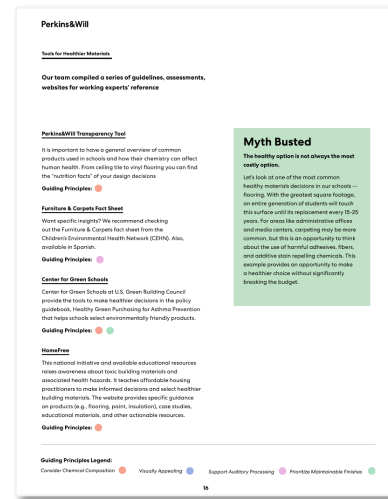 Perkins&Will
Tools for Healthier Materials
Our team compiled a series of guidelines, assessments,
websites for working experts' reference
Perkins&Will Transparency Tool
It is important to have a general overview of common
products used in schools and how their chemistry can affect
human health. From ceiling tile to vinyl flooring you can find
the "nutrition facts" of your design decisions
Guiding Principles:
Furniture & Carpets Fact Sheet
Want specific insights? We recommend checking
out the Furniture & Carpets fact sheet from the
Children's Environmental Health Network (CEHN). Also,
available in Spanish.
Guiding Principles:
Center for Green Schools
Center for Green Schools at U.S. Green Building Council
provide the tools to make healthier decisions in the policy
guidebook, Healthy Green Purchasing for Asthma Prevention
that helps schools select environmentally friendly products.
Guiding Principles:
HomeFree
This national initiative and available educational resources
raises awareness about toxic building materials and
associated health hazards. It teaches affordable housing
practitioners to make informed decisions and select healthier
building materials. The website provides specific guidance
on products (e.g., flooring, paint, insulation), case studies,
educational materials, and other actionable resources.
Guiding Principles:
Myth Busted
The healthy option is not always the most
costly option.
Let's look at one of the most common
healthy materials decisions in our schools —
flooring. With the greatest square footage,
an entire generation of students will touch
this surface until its replacement every 15-25
years. For areas like administrative offices
and media centers, carpeting may be more
common, but this is an opportunity to think
about the use of harmful adhesives, fibers,
and additive stain repelling chemicals. This
example provides an opportunity to make
a healthier choice without significantly
breaking the budget.
Guiding Principles Legend:
Consider Chemical Composition Visually Appealing Support Auditory Processing Prioritize Maintainable Finishes
16